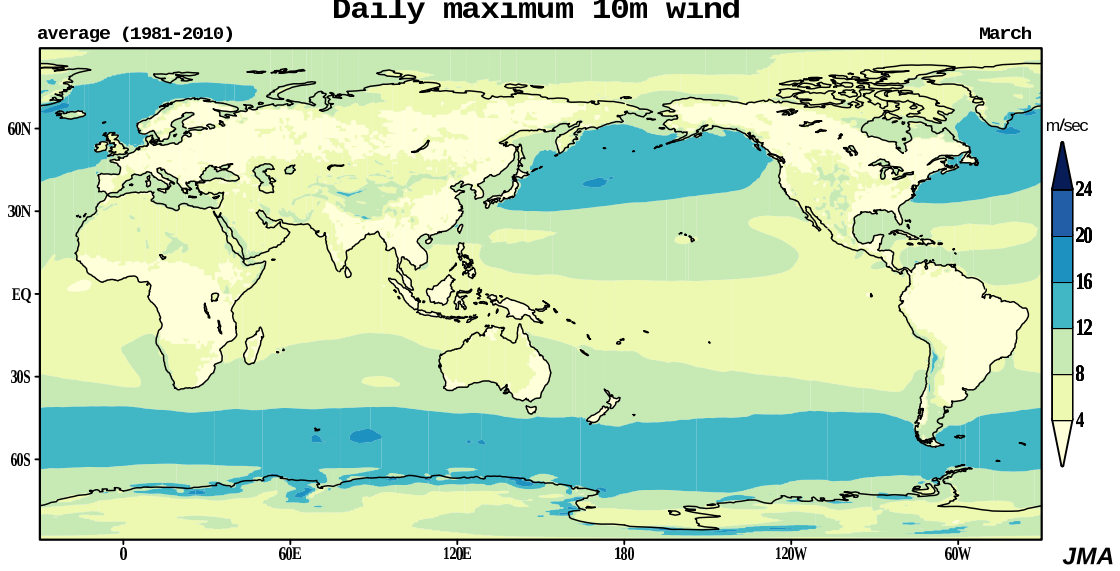 Daily maximum 10m wind
average (1981-2010) March
60N
30N
EQ
30S
60S
0 60E 120E 180 120W 60W
m/sec
24
20
16
12
8
4
JMA